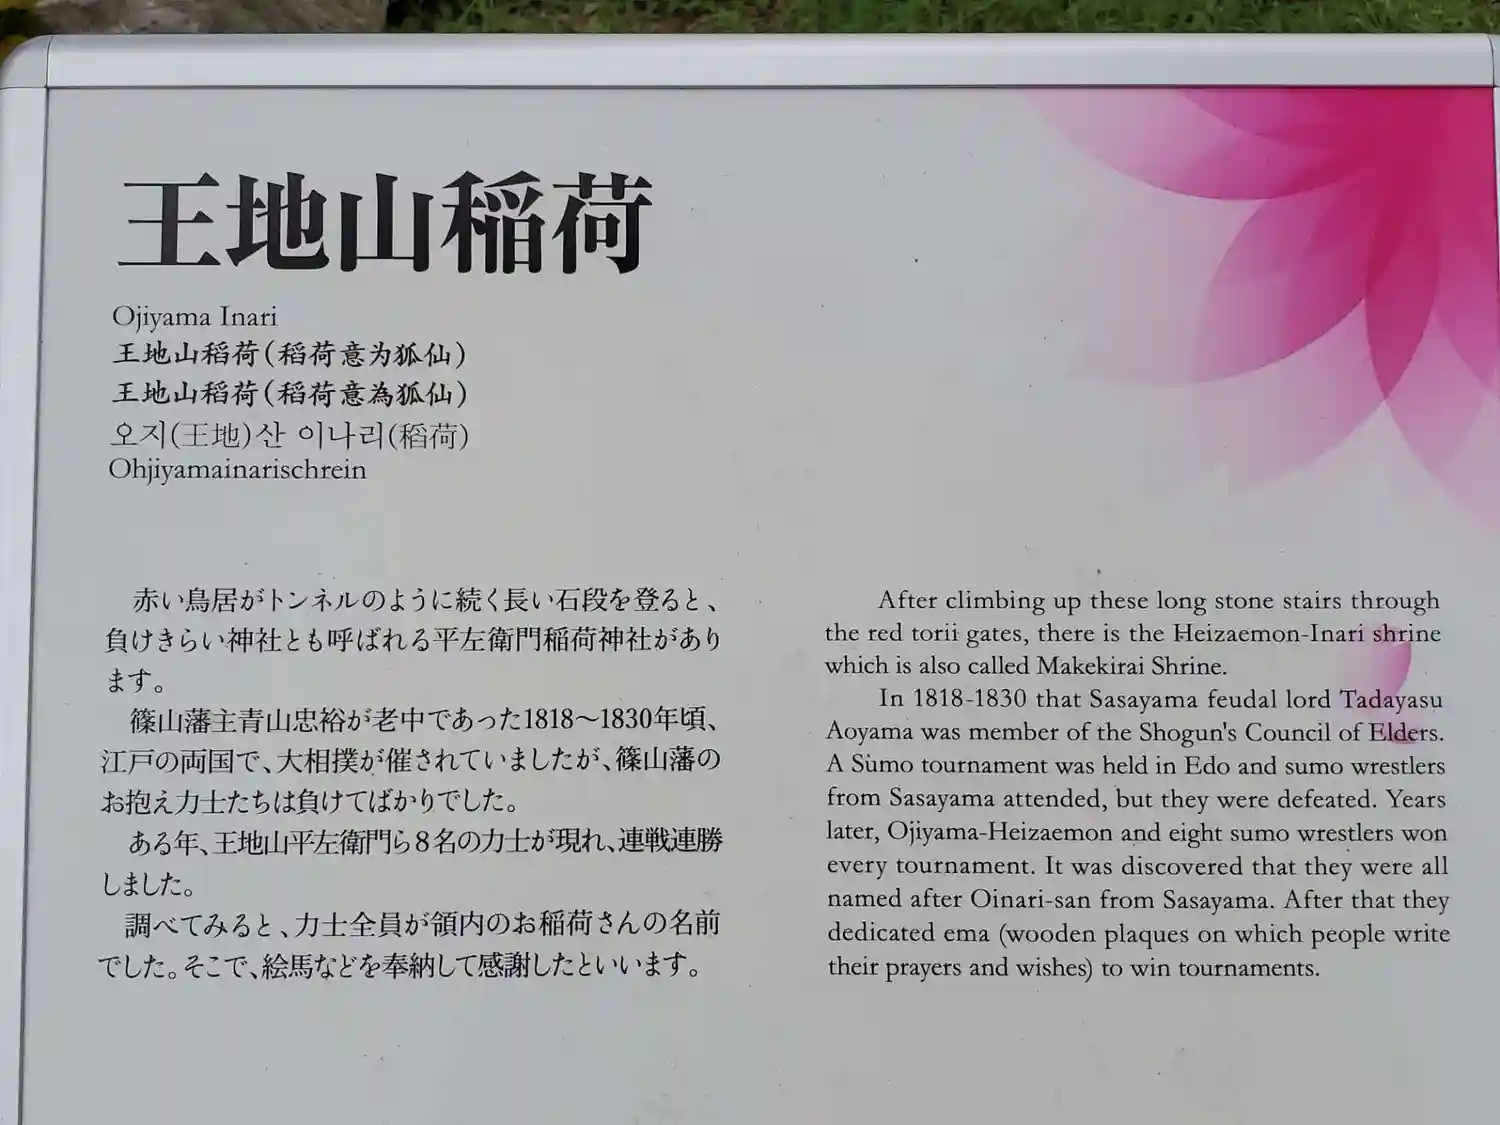 王地山稲荷
Ojiyama Inari
王地山稻荷(稻荷意为狐仙)
王地山稻荷(稻荷意為狐仙)
오지(王地)산 이나리(稻荷)
Ohjiyamainarischrein
赤い鳥居がトンネルのように続く長い石段を登ると、
負けきらい神社とも呼ばれる平左衛門稲荷神社があり
ます。
篠山藩主青山忠裕が老中であった1818〜1830年頃、
江戸の両国で、大相撲が催されていましたが、篠山藩の
お抱え力士たちは負けてばかりでした。
ある年、王地山平左衛門ら8名の力士が現れ、連戦連勝
しました。
調べてみると、力士全員が領内のお稲荷さんの名前
でした。そこで、絵馬などを奉納して感謝したといいます。
After climbing up these long stone stairs through
the red torii gates, there is the Heizaemon-Inari shrine
which is also called Makekirai Shrine.
In 1818-1830 that Sasayama feudal lord Tadayasu
Aoyama was member of the Shogun's Council of Elders.
A Sumo tournament was held in Edo and sumo wrestlers
from Sasayama attended, but they were defeated. Years
later, Ojiyama-Heizaemon and eight sumo wrestlers won
every tournament. It was discovered that they were all
named after Oinari-san from Sasayama. After that they
dedicated ema (wooden plaques on which people write
their prayers and wishes) to win tournaments.